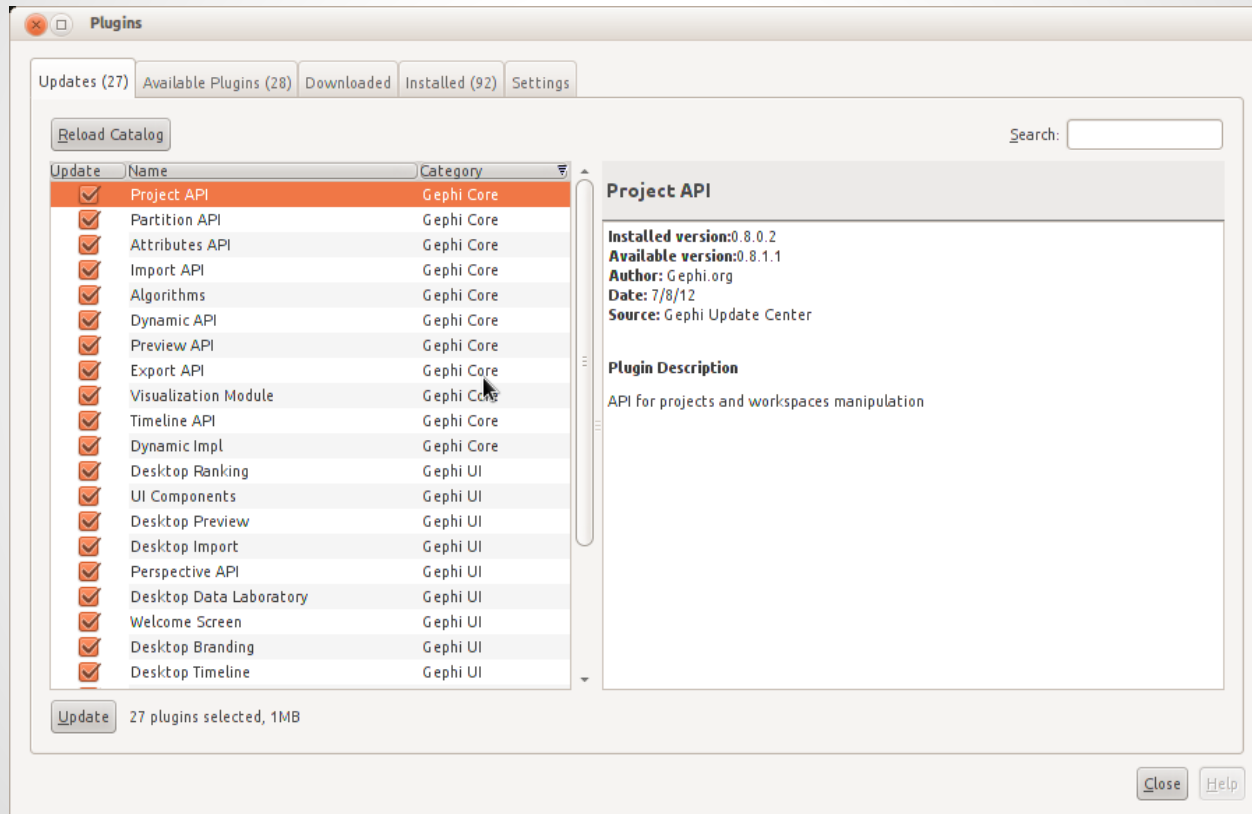 Plugins
Updates (27) Available Plugins (28) Downloaded Installed (92) Settings
Reload Catalog Search:
Update Name Category
Project API Gephi Core
Partition API Gephi Core
Attributes API Gephi Core
Import API Gephi Core
Algorithms Gephi Core
Dynamic API Gephi Core
Preview API Gephi Core
Export API Gephi Core
Visualization Module Gephi Core
Timeline API Gephi Core
Dynamic Impl Gephi Core
Desktop Ranking Gephi UI
UI Components Gephi UI
Desktop Preview Gephi UI
Desktop Import Gephi UI
Perspective API Gephi UI
Desktop Data Laboratory Gephi UI
Welcome Screen Gephi UI
Desktop Branding Gephi UI
Desktop Timeline Gephi UI
Project API
Installed version:0.8.0.2
Available version:0.8.1.1
Author: Gephi.org
Date: 7/8/12
Source: Gephi Update Center
Plugin Description
API for projects and workspaces manipulation
Update 27 plugins selected, 1MB
Close Help